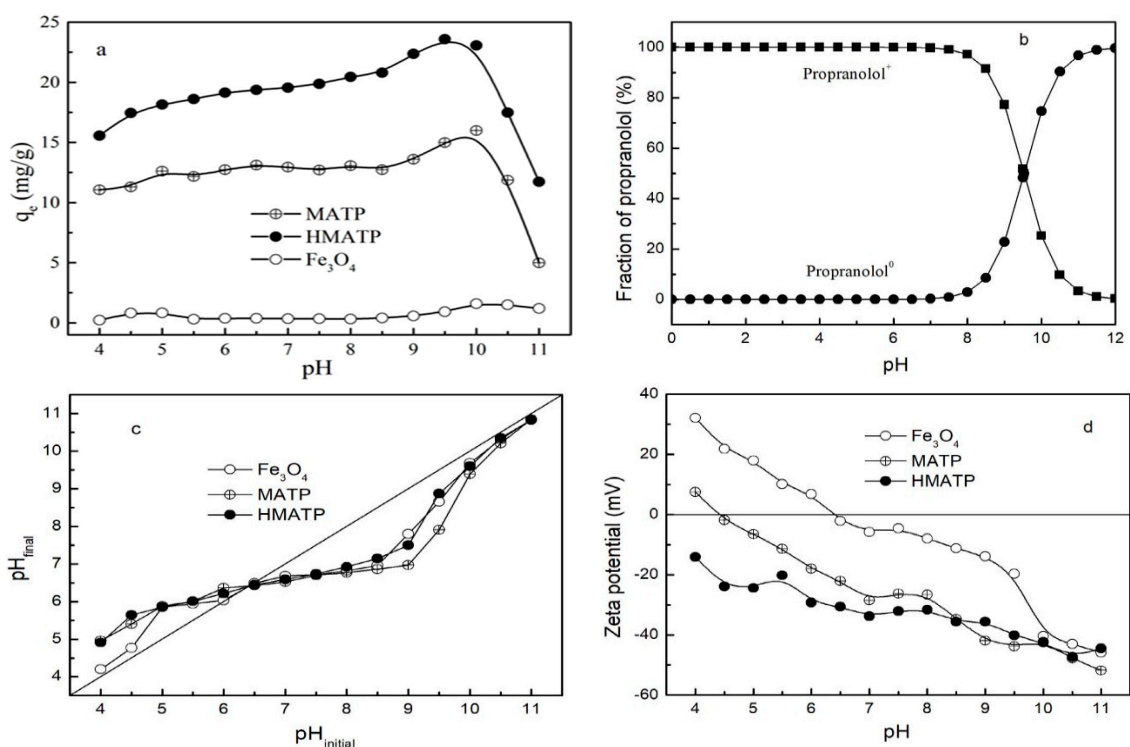 a
25
20
15
10
5
0
qe (mg/g)
MATP
HMATP
Fe3O4
4 5 6 7 8 9 10 11
pH
b
100
80
60
40
20
0
Fraction of propranolol (%)
Propranolol+
Propranolol0
0 2 4 6 8 10 12
pH
c
11
10
9
8
7
6
5
4
pHfinal
Fe3O4
MATP
HMATP
4 5 6 7 8 9 10 11
pHinitial
d
40
20
0
-20
-40
-60
Zeta potential (mV)
Fe3O4
MATP
HMATP
4 5 6 7 8 9 10 11
pH